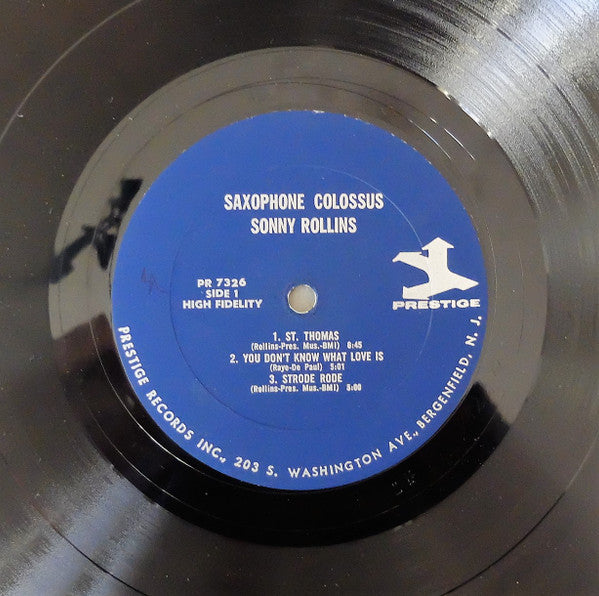 SAXOPHONE COLOSSUS
SONNY ROLLINS
PR 7326
SIDE 1
HIGH FIDELITY
PRESTIGE
1. ST. THOMAS
(Rollins-Pres. Mus.-BMI) 6:45
2. YOU DON'T KNOW WHAT LOVE IS
(Raye-De Paul) 5:01
3. STRODE RODE
(Rollins-Pres. Mus.-BMI) 5:00
PRESTIGE RECORDS INC., 203 S. WASHINGTON AVE., BERGENFIELD, N. J.